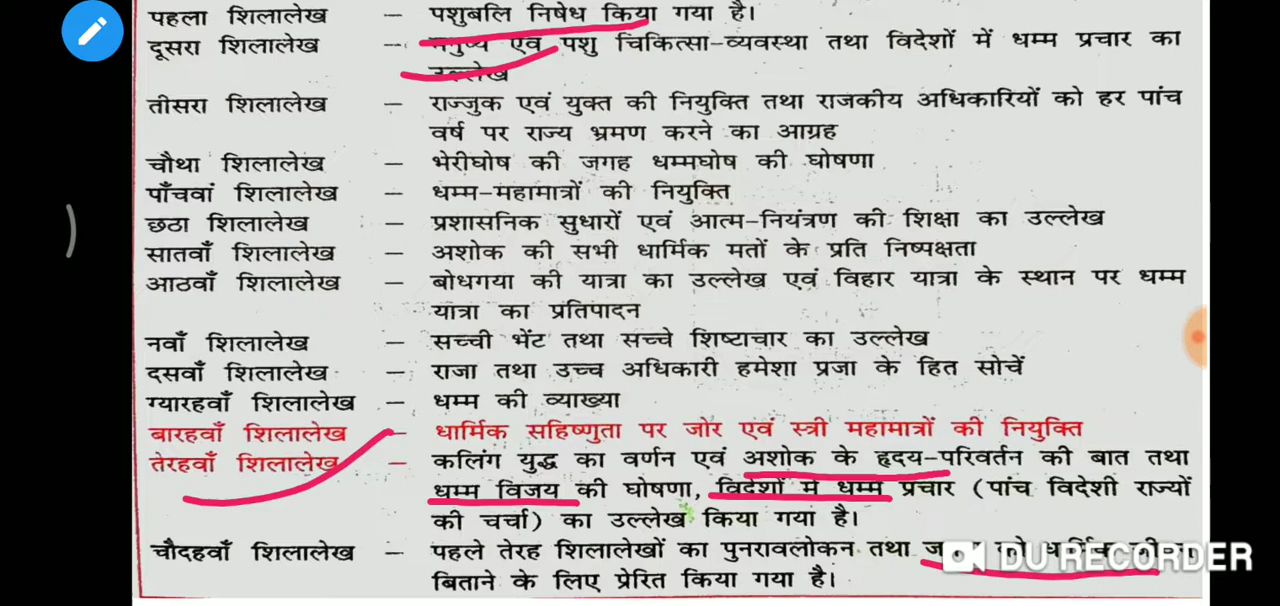 पहला शिलालेख – पशुबलि निषेध किया गया है।
दूसरा शिलालेख – मनुष्य एवं पशु चिकित्सा-व्यवस्था तथा विदेशों में धम्म प्रचार का
उल्लेख
तीसरा शिलालेख – राज्जुक एवं युक्त की नियुक्ति तथा राजकीय अधिकारियों को हर पांच
वर्ष पर राज्य भ्रमण करने का आग्रह
चौथा शिलालेख – भेरीघोष की जगह धम्मघोष की घोषणा
पाँचवां शिलालेख – धम्म-महामात्रों की नियुक्ति
छठा शिलालेख – प्रशासनिक सुधारों एवं आत्म-नियंत्रण की शिक्षा का उल्लेख
सातवाँ शिलालेख – अशोक की सभी धार्मिक मतों के प्रति निष्पक्षता
आठवाँ शिलालेख – बोधगया की यात्रा का उल्लेख एवं विहार यात्रा के स्थान पर धम्म
यात्रा का प्रतिपादन
नवाँ शिलालेख – सच्ची भेंट तथा सच्चे शिष्टाचार का उल्लेख
दसवाँ शिलालेख – राजा तथा उच्च अधिकारी हमेशा प्रजा के हित सोचें
ग्यारहवाँ शिलालेख – धम्म की व्याख्या
बारहवाँ शिलालेख – धार्मिक सहिष्णुता पर जोर एवं स्त्री महामात्रों की नियुक्ति
तेरहवाँ शिलालेख – कलिंग युद्ध का वर्णन एवं अशोक के हृदय-परिवर्तन की बात तथा
धम्म विजय की घोषणा, विदेशों में धम्म प्रचार (पांच विदेशी राज्यों
की चर्चा) का उल्लेख किया गया है।
चौदहवाँ शिलालेख – पहले तेरह शिलालेखों का पुनरावलोकन तथा को
बिताने के लिए प्रेरित किया गया है।
DU RECORDER